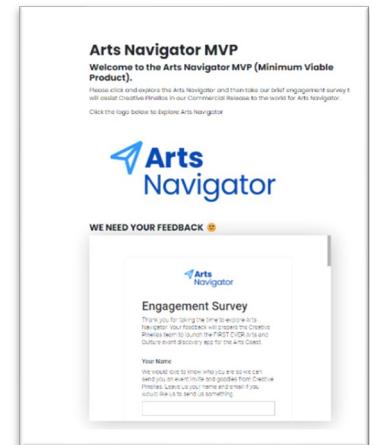 Arts Navigator MVP
Welcome to the Arts Navigator MVP (Minimum Viable
Product).
Please click and explore the Arts Navigator and then take our brief engagement survey t
will assist Creative Pinellas in our Commercial Release to the world for Arts Navigator.
Click the logo below to Explore Arts Navigator
Arts
Navigator
WE NEED YOUR FEEDBACK 🙂
Arts
Navigator
Engagement Survey
Thank you for taking the time to explore Arts
Navigator. Your feedback will prepare the Creative
Pinellas team to launch the FIRST EVER Arts and
Culture event discovery app for the Arts Coast.
Your Name
We would love to know who you are so we can
send you an event invite and goodies from Creative
Pinellas. Leave us your name and email if you
would like us to send us something.